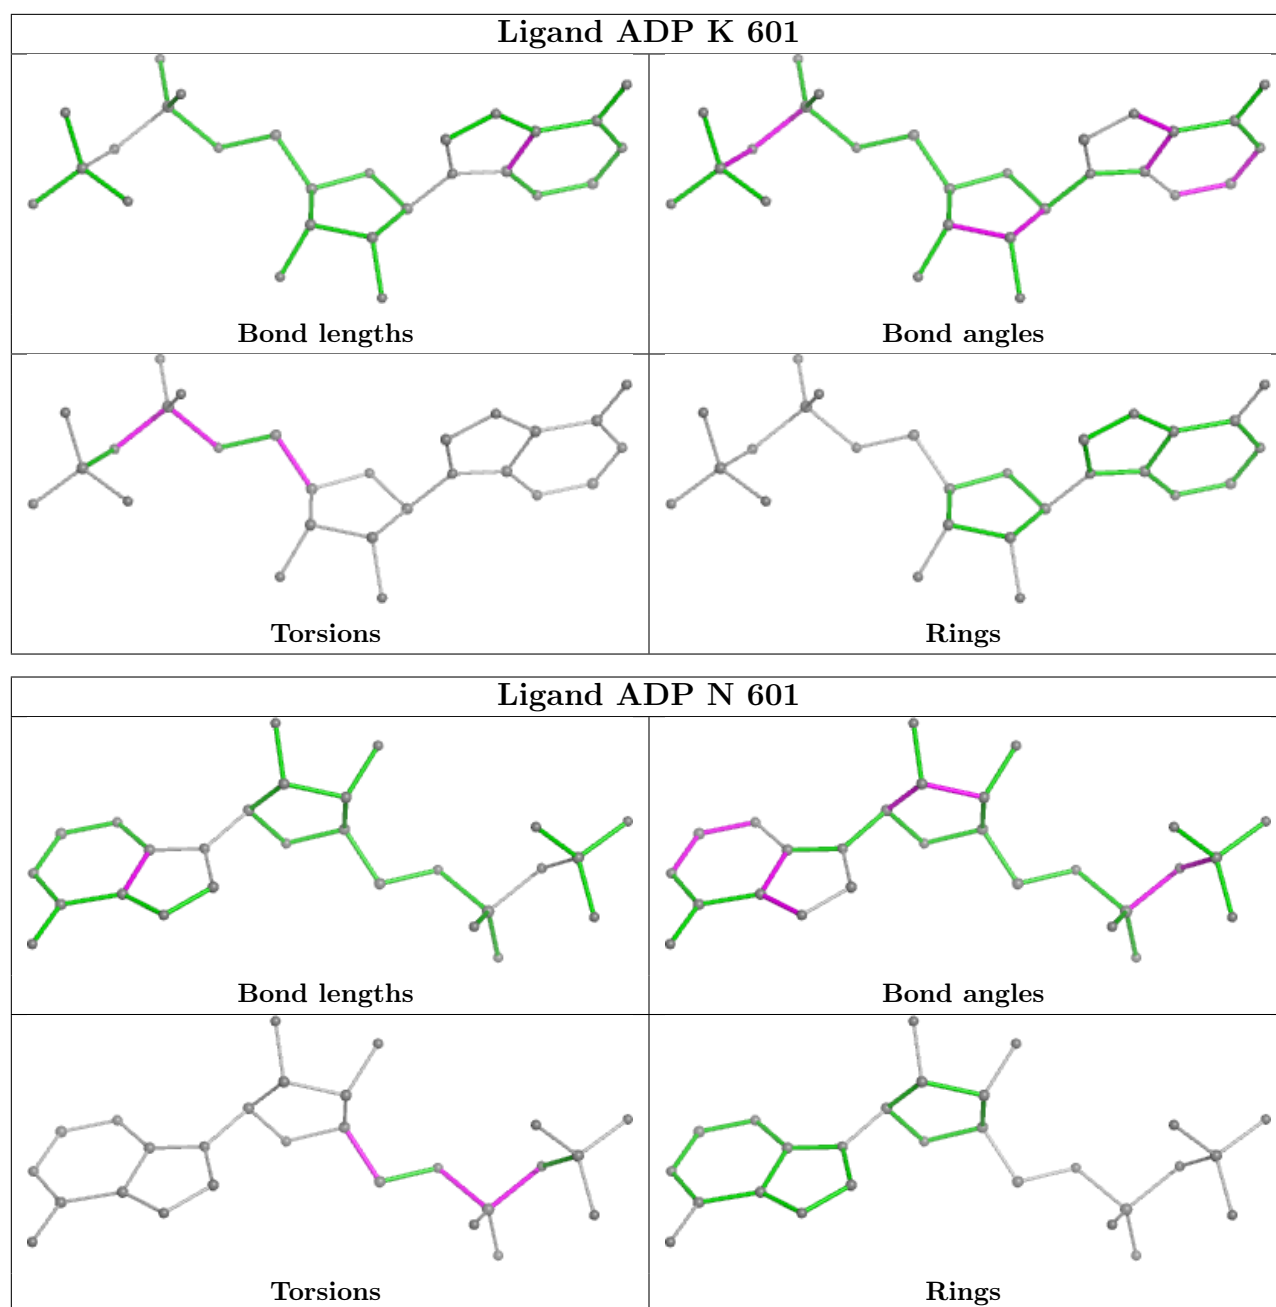 Ligand ADP K 601
Bond lengths
Bond angles
Torsions
Rings
Ligand ADP N 601
Bond lengths
Bond angles
Torsions
Rings